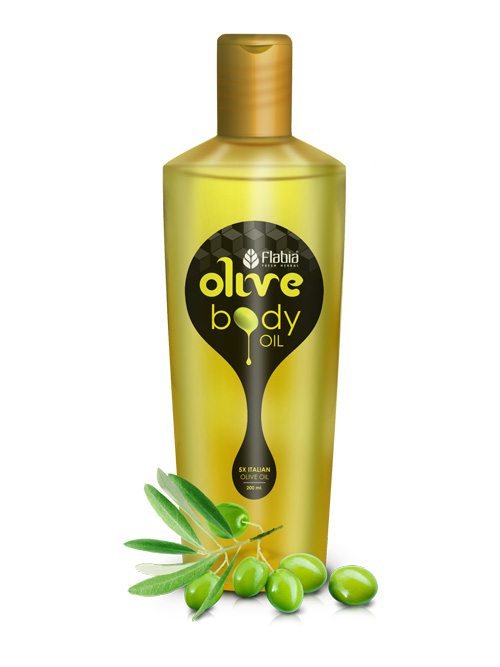 Flabia
FRESH HERBAL
olive
body
OIL
5X ITALIAN
OLIVE OIL
200 ml